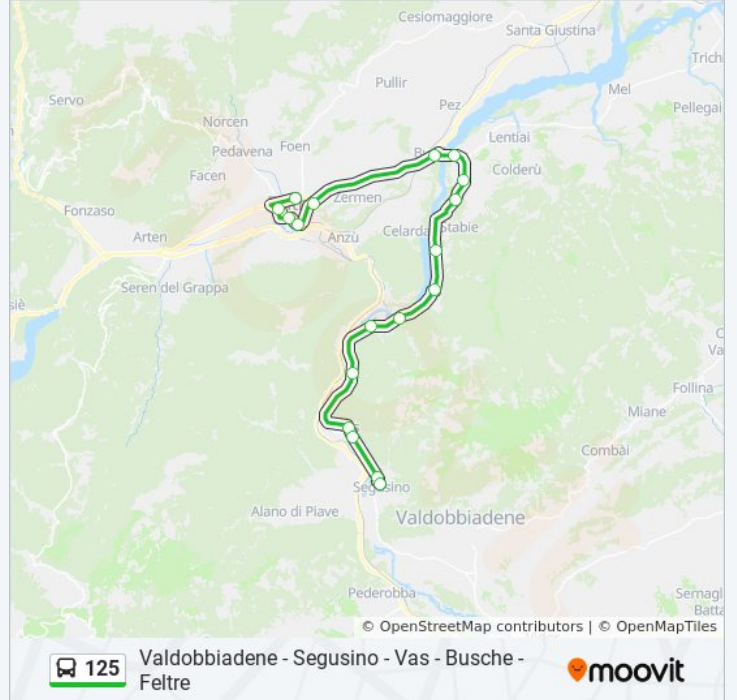 Cesiomaggiore
Santa Giustina
Trich
Pullir
Mel
Servo
Pez
Pellegai
Norcen
Lentiai
Pedavena
Foen
Colderù
Facen
Zermen
Fonzaso
Celarda
Stabie
Arten
Anzù
Seren del Grappa
siè
C
Va
Follina
Miane
Combài
Segusino
Alano di Piave
Valdobbiadene
Pederobba
Semagl
Batta
© OpenStreetMap contributors | © OpenMapTiles
125
Valdobbiadene - Segusino - Vas - Busche -
Feltre
moovit